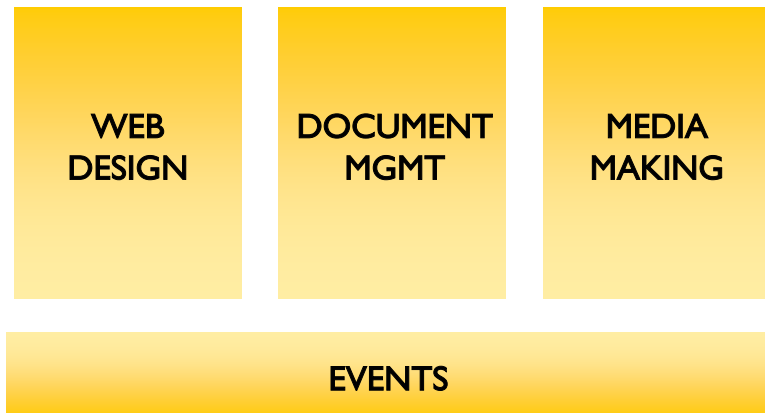 WEB
DESIGN
DOCUMENT
MGMT
MEDIA
MAKING
EVENTS